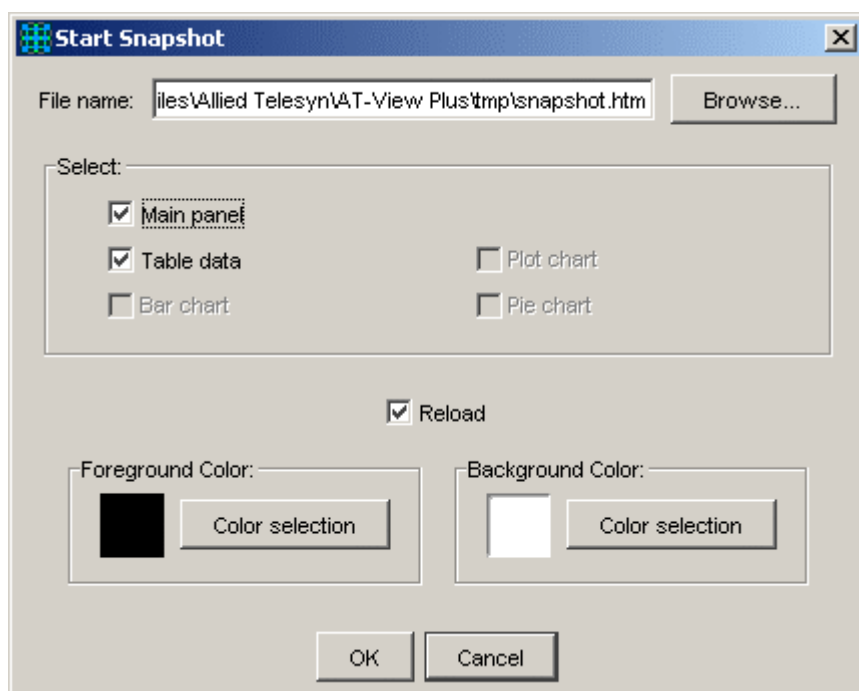 Start Snapshot
File name: iles\Allied Telesyn\AT-View Plus\tmp\snapshot.htm Browse...
Select:
Main panel
Table data Plot chart
Bar chart Pie chart
Reload
Foreground Color: Background Color:
Color selection Color selection
OK Cancel